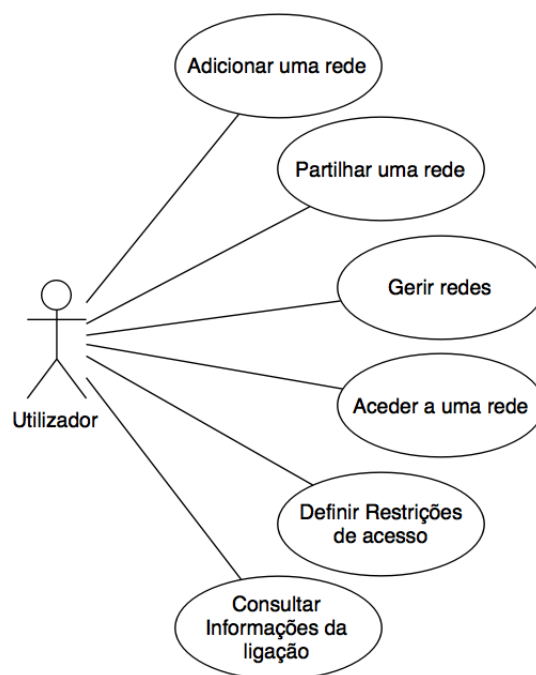 Adicionar uma rede
Partilhar uma rede
Gerir redes
Aceder a uma rede
Utilizador
Definir Restrições
de acesso
Consultar
Informações da
ligação